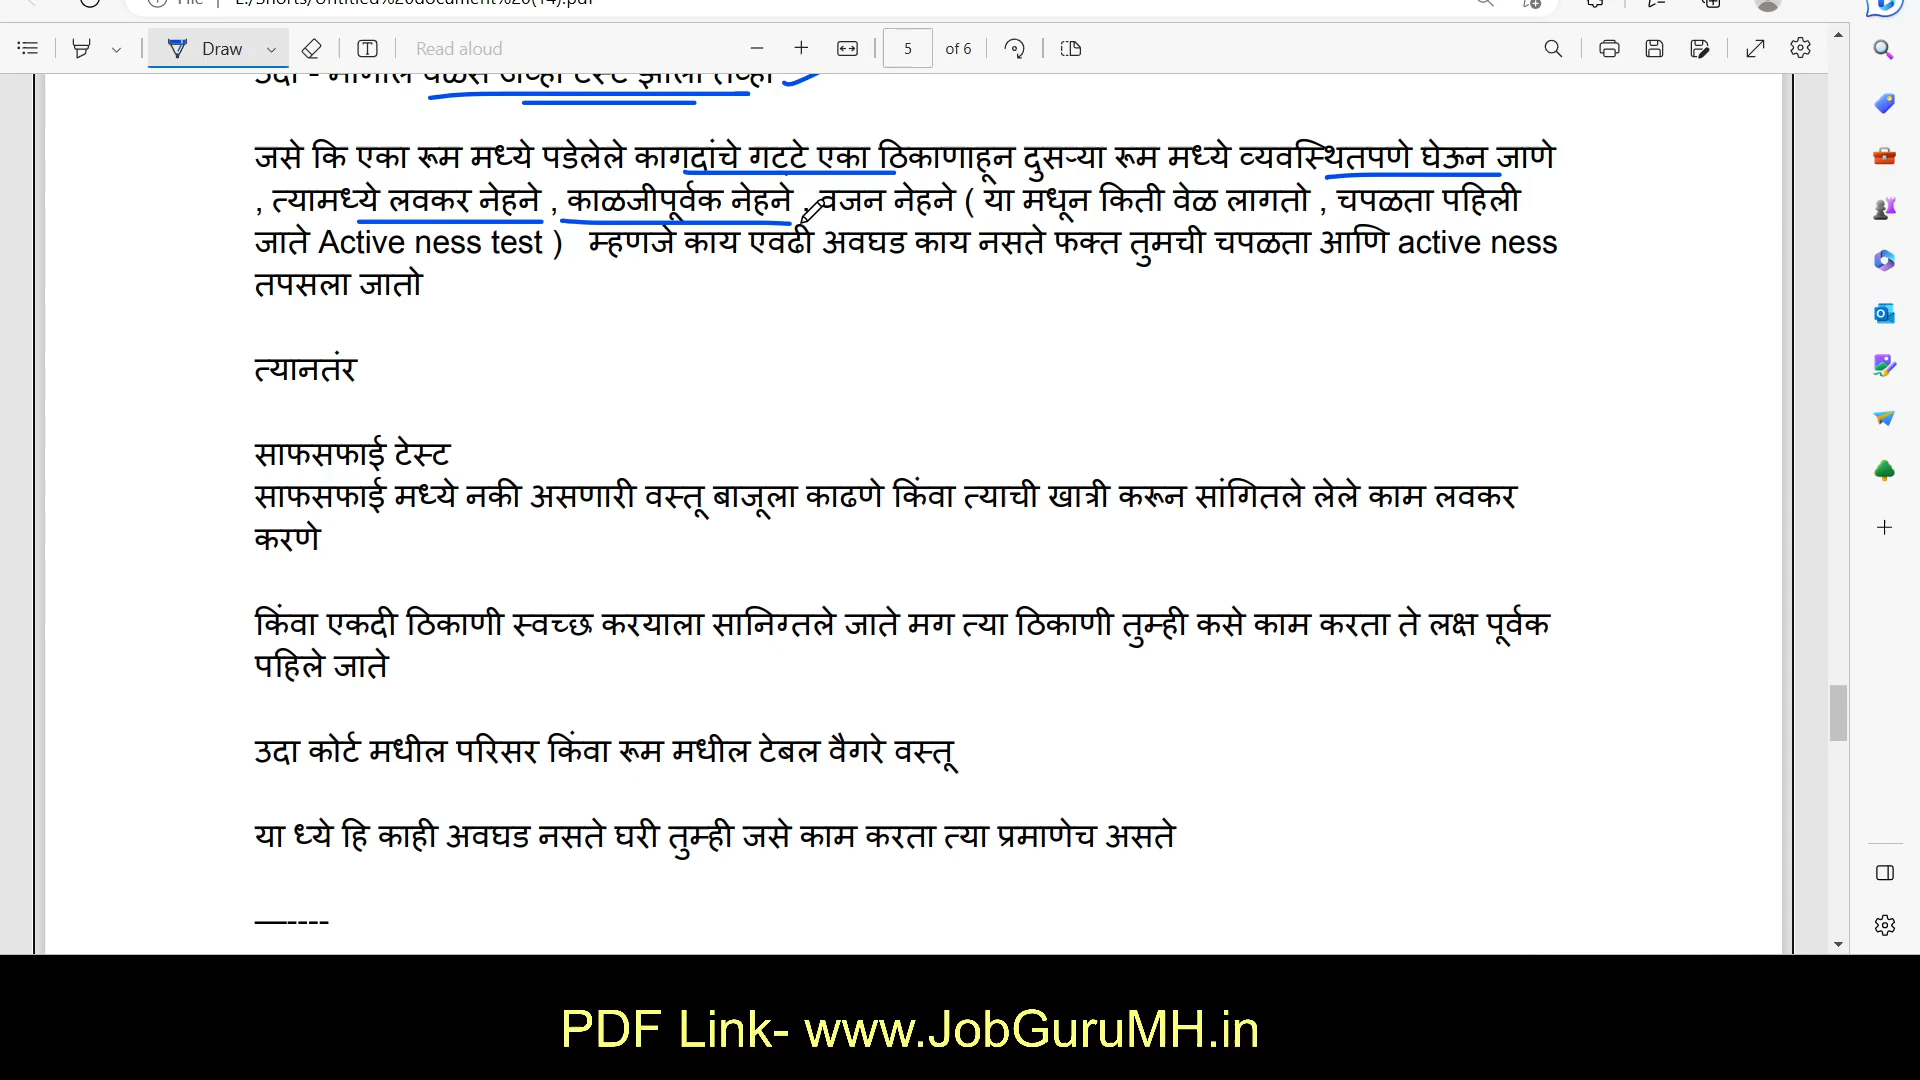 Draw
Read aloud
5 of 6
जसे कि एका रूम मध्ये पडेलेले कागदांचे गटटे एका ठिकाणाहून दुसऱ्या रूम मध्ये व्यवस्थितपणे घेऊन जाणे
, त्यामध्ये लवकर नेहने , काळजीपूर्वक नेहने , वजन नेहने ( या मधून किती वेळ लागतो , चपळता पहिली
जाते Active ness test ) म्हणजे काय एवढी अवघड काय नसते फक्त तुमची चपळता आणि active ness
तपसला जातो
त्यानतंर
साफसफाई टेस्ट
साफसफाई मध्ये नकी असणारी वस्तू बाजूला काढणे किंवा त्याची खात्री करून सांगितले लेले काम लवकर
करणे
किंवा एकदी ठिकाणी स्वच्छ करयाला सानिग्तले जाते मग त्या ठिकाणी तुम्ही कसे काम करता ते लक्ष पूर्वक
पहिले जाते
उदा कोर्ट मधील परिसर किंवा रूम मधील टेबल वैगरे वस्तू
या ध्ये हि काही अवघड नसते घरी तुम्ही जसे काम करता त्या प्रमाणेच असते
—----
PDF Link- www.JobGuruMH.in